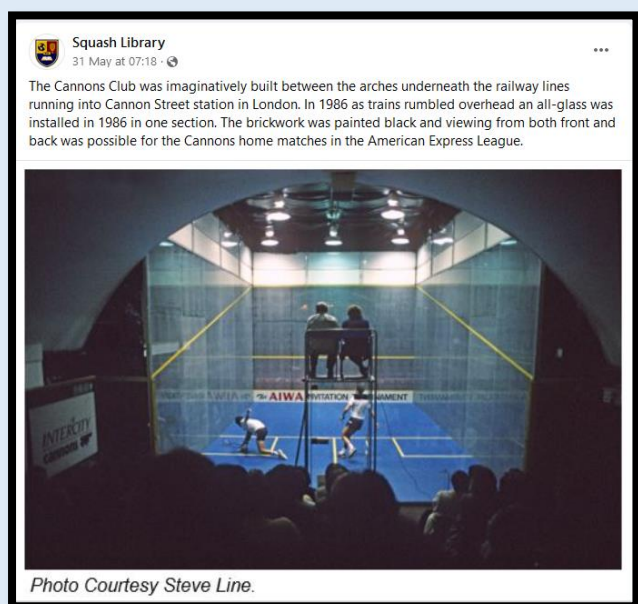 Squash Library
31 May at 07:18 ·
The Cannons Club was imaginatively built between the arches underneath the railway lines
running into Cannon Street station in London. In 1986 as trains rumbled overhead an all-glass was
installed in 1986 in one section. The brickwork was painted black and viewing from both front and
back was possible for the Cannons home matches in the American Express League.
AIWA INVITATION TOURNAMENT
INTERCITY
cannons
Photo Courtesy Steve Line.